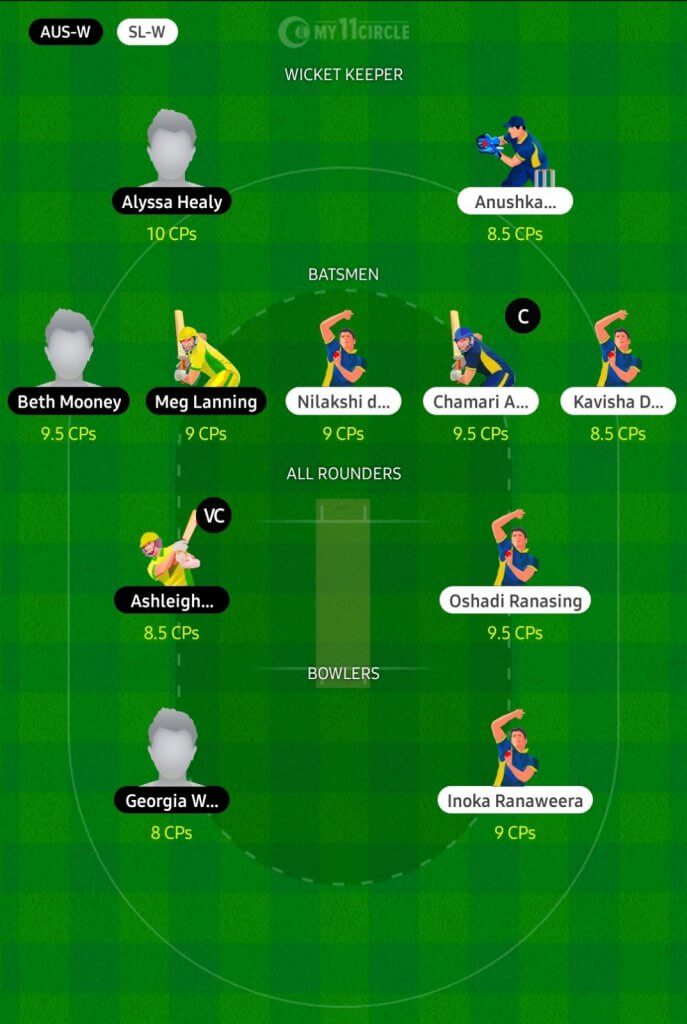 AUS-W SL-W MY11CIRCLE
WICKET KEEPER
Alyssa Healy Anushka...
10 CPs 8.5 CPs
BATSMEN
C
Beth Mooney Meg Lanning Nilakshi d... Chamari A... Kavisha D...
9.5 CPs 9 CPs 9 CPs 9.5 CPs 8.5 CPs
ALL ROUNDERS
VC
Ashleigh... Oshadi Ranasing
8.5 CPs 9.5 CPs
BOWLERS
Georgia W... Inoka Ranaweera
8 CPs 9 CPs